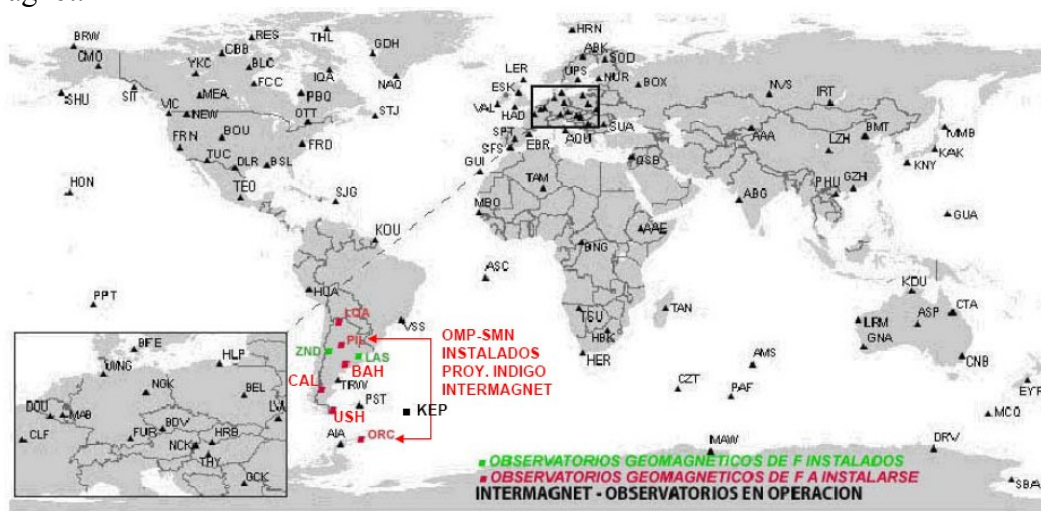 BRW
CMO
SHU
SIT
YKC
CBB
RES
BLC
FCC
MEA
VIC
NEW
THL
IQA
PBQ
OTT
GDH
NAQ
STJ
FRN
BOU
FRD
TUC
DLR
BSL
TEO
HON
SJG
KOU
HUA
PPT
VSS
HRN
ABK
SOD
LER
UPS
NUR
BOX
ESK
VAL
HAD
SPT
SFS
EBR
AQU
SUA
GUI
QSB
TAM
MBO
AAE
BNG
ASC
TSU
HBK
HER
TAN
NVS
IRT
AAA
BMT
LZH
MMB
KAK
KNY
PHU
GZH
ABG
GUA
KDU
CTA
ASP
LRM
GNA
CNB
EYR
AMS
CZT
PAF
MCQ
MAW
DRV
SBA
LQA
PIL
ZND
LAS
BAH
CAL
TRW
PST
KEP
USH
AIA
ORC
OMP-SMN
INSTALADOS
PROY. INDIGO
INTERMAGNET
BFE
WNG
HLP
NGK
BEL
DOU
MAB
CLF
FUR
BDV
NCK
HRB
THY
GCK
OBSERVATORIOS GEOMAGNETICOS DE F INSTALADOS
OBSERVATORIOS GEOMAGNETICOS DE F A INSTALARSE
INTERMAGNET - OBSERVATORIOS EN OPERACION